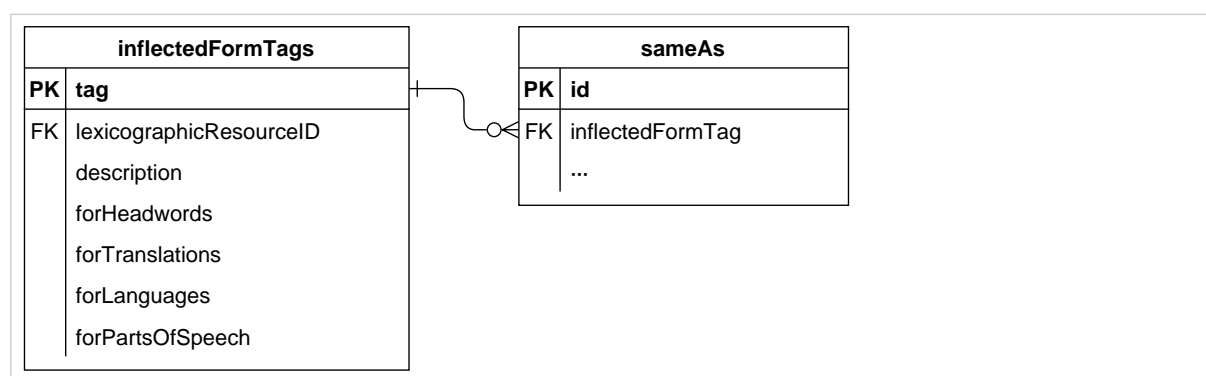 inflectedFormTags
PK tag
FK lexicographicResourceID
description
forHeadwords
forTranslations
forLanguages
forPartsOfSpeech
sameAs
PK id
FK inflectedFormTag
...